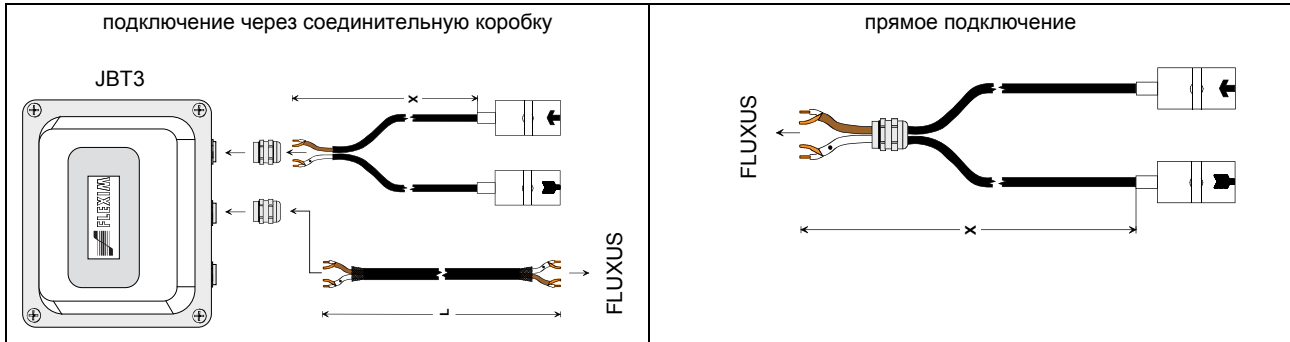 подключение через соединительную коробку
JBT3
FLEXIM
x
L
FLUXUS
прямое подключение
FLUXUS
x